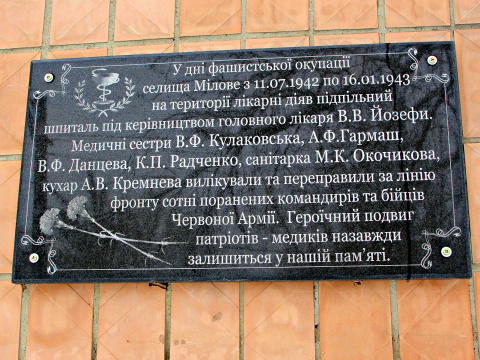 У дні фашистської окупації
селища Мілове з 11.07.1942 по 16.01.1943
на території лікарні діяв підпільний
шпиталь під керівництвом головного лікаря В.В. Йозефи.
Медичні сестри В.Ф. Кулаковська, А.Ф.Гармаш,
В.Ф. Данцева, К.П. Радченко, санітарка М.К. Окочикова,
кухар А.В. Кремнева вилікували та переправили за лінію
фронту сотні поранених командирів та бійців
Червоної Армії. Героїчний подвиг
патріотів - медиків назавжди
залишиться у нашій пам'яті.